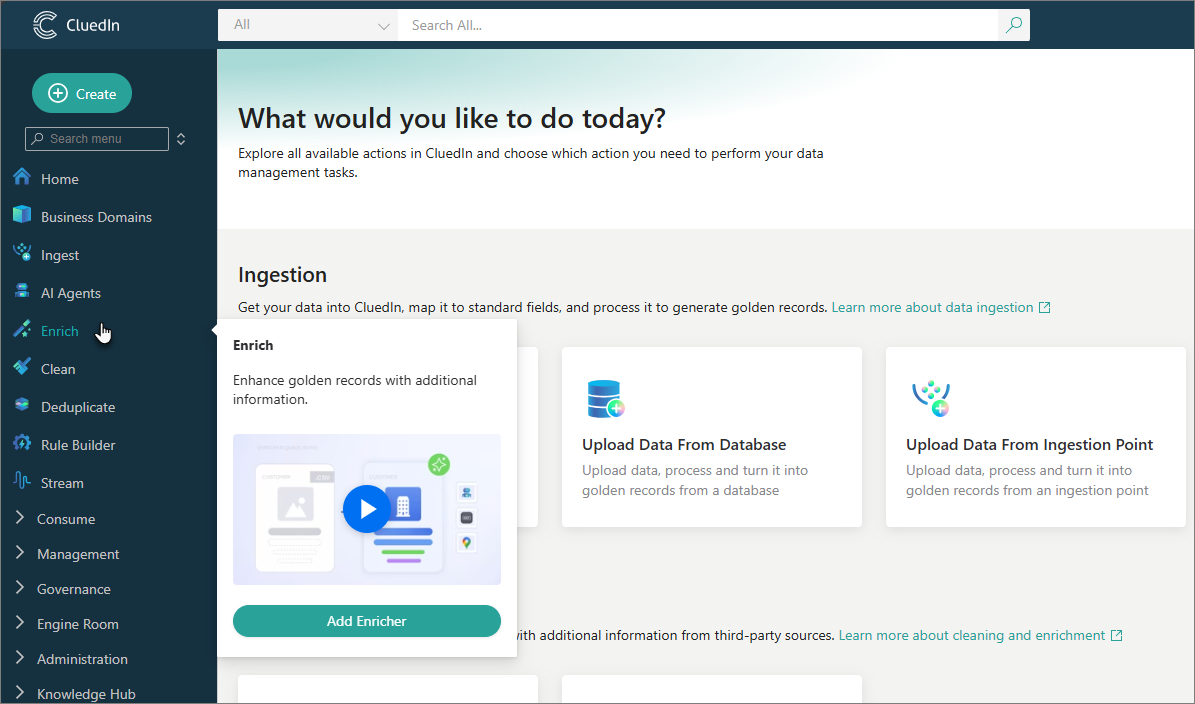 CluedIn
All
Search All...
Create
Search menu
Home
Business Domains
Ingest
AI Agents
Enrich
Clean
Deduplicate
Rule Builder
Stream
Consume
Management
Governance
Engine Room
Administration
Knowledge Hub
What would you like to do today?
Explore all available actions in CluedIn and choose which action you need to perform your data
management tasks.
Ingestion
Get your data into CluedIn, map it to standard fields, and process it to generate golden records. Learn more about data ingestion
Enrich
Enhance golden records with additional
information.
Add Enricher
Upload Data From Database
Upload data, process and turn it into
golden records from a database
Upload Data From Ingestion Point
Upload data, process and turn it into
golden records from an ingestion point
with additional information from third-party sources. Learn more about cleaning and enrichment